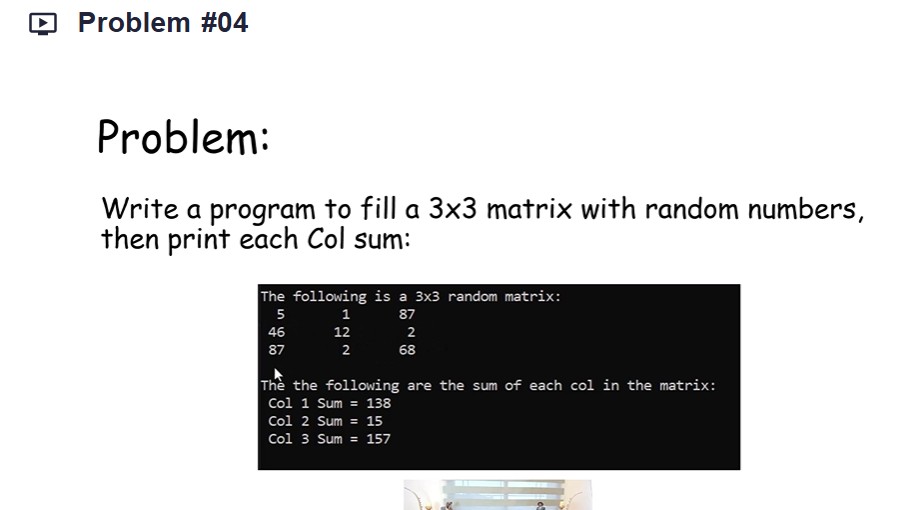 Problem #04
Problem:
Write a program to fill a 3x3 matrix with random numbers,
then print each Col sum:
The following is a 3x3 random matrix:
5 1 87
46 12 2
87 2 68
The the following are the sum of each col in the matrix:
Col 1 Sum = 138
Col 2 Sum = 15
Col 3 Sum = 157